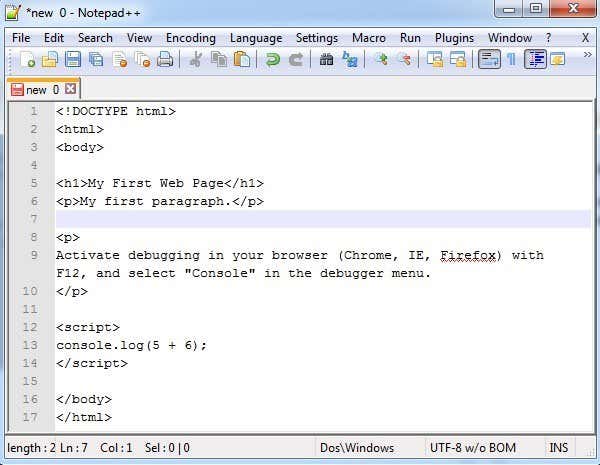 *new  0 - Notepad++
File Edit Search View Encoding Language Settings Macro Run Plugins Window ? X
new 0
1 <!DOCTYPE html>
2 <html>
3 <body>
4
5 <h1>My First Web Page</h1>
6 <p>My first paragraph.</p>
7
8 <p>
9 Activate debugging in your browser (Chrome, IE, Firefox) with
F12, and select "Console" in the debugger menu.
10 </p>
11
12 <script>
13 console.log(5 + 6);
14 </script>
15
16 </body>
17 </html>
length : 2 Ln : 7 Col : 1 Sel : 0 | 0 Dos\Windows UTF-8 w/o BOM INS